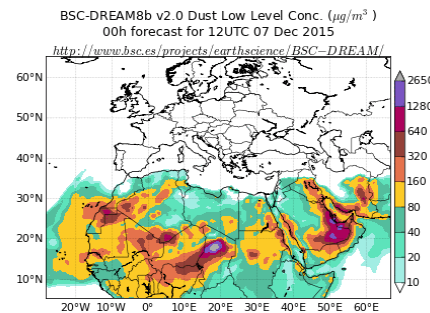 BSC-DREAM8b v2.0 Dust Low Level Conc. (μg/m³ )
00h forecast for 12UTC 07 Dec 2015
http://www.bsc.es/projects/earthscience/BSC−DREAM/
60°N
50°N
40°N
30°N
20°N
10°N
20°W 10°W 0° 10°E 20°E 30°E 40°E 50°E 60°E
2650
1280
640
320
160
80
40
20
10